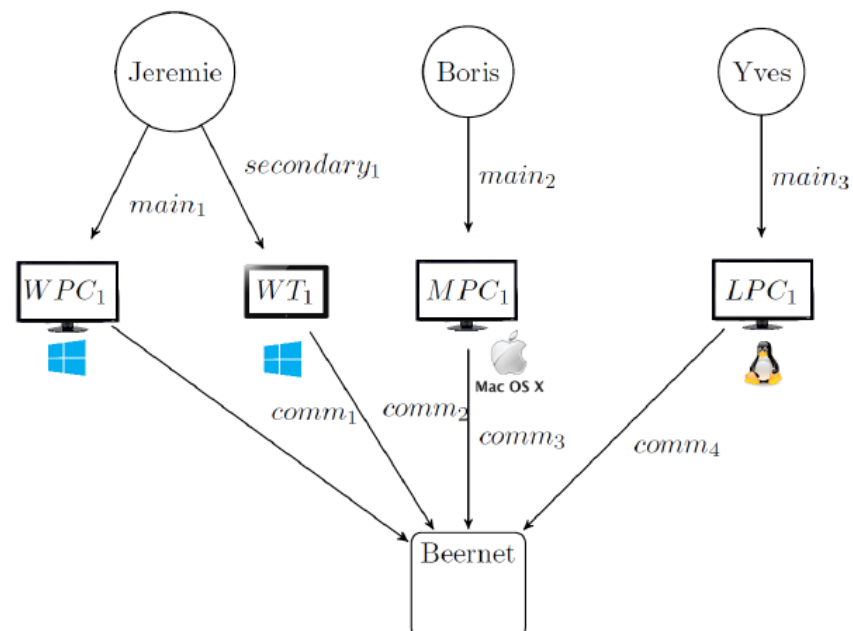 Jeremie
Boris
Yves
secondary₁
main₁
main₂
main₃
WPC₁
WT₁
MPC₁
LPC₁
Mac OS X
comm₁
comm₂
comm₃
comm₄
Beernet